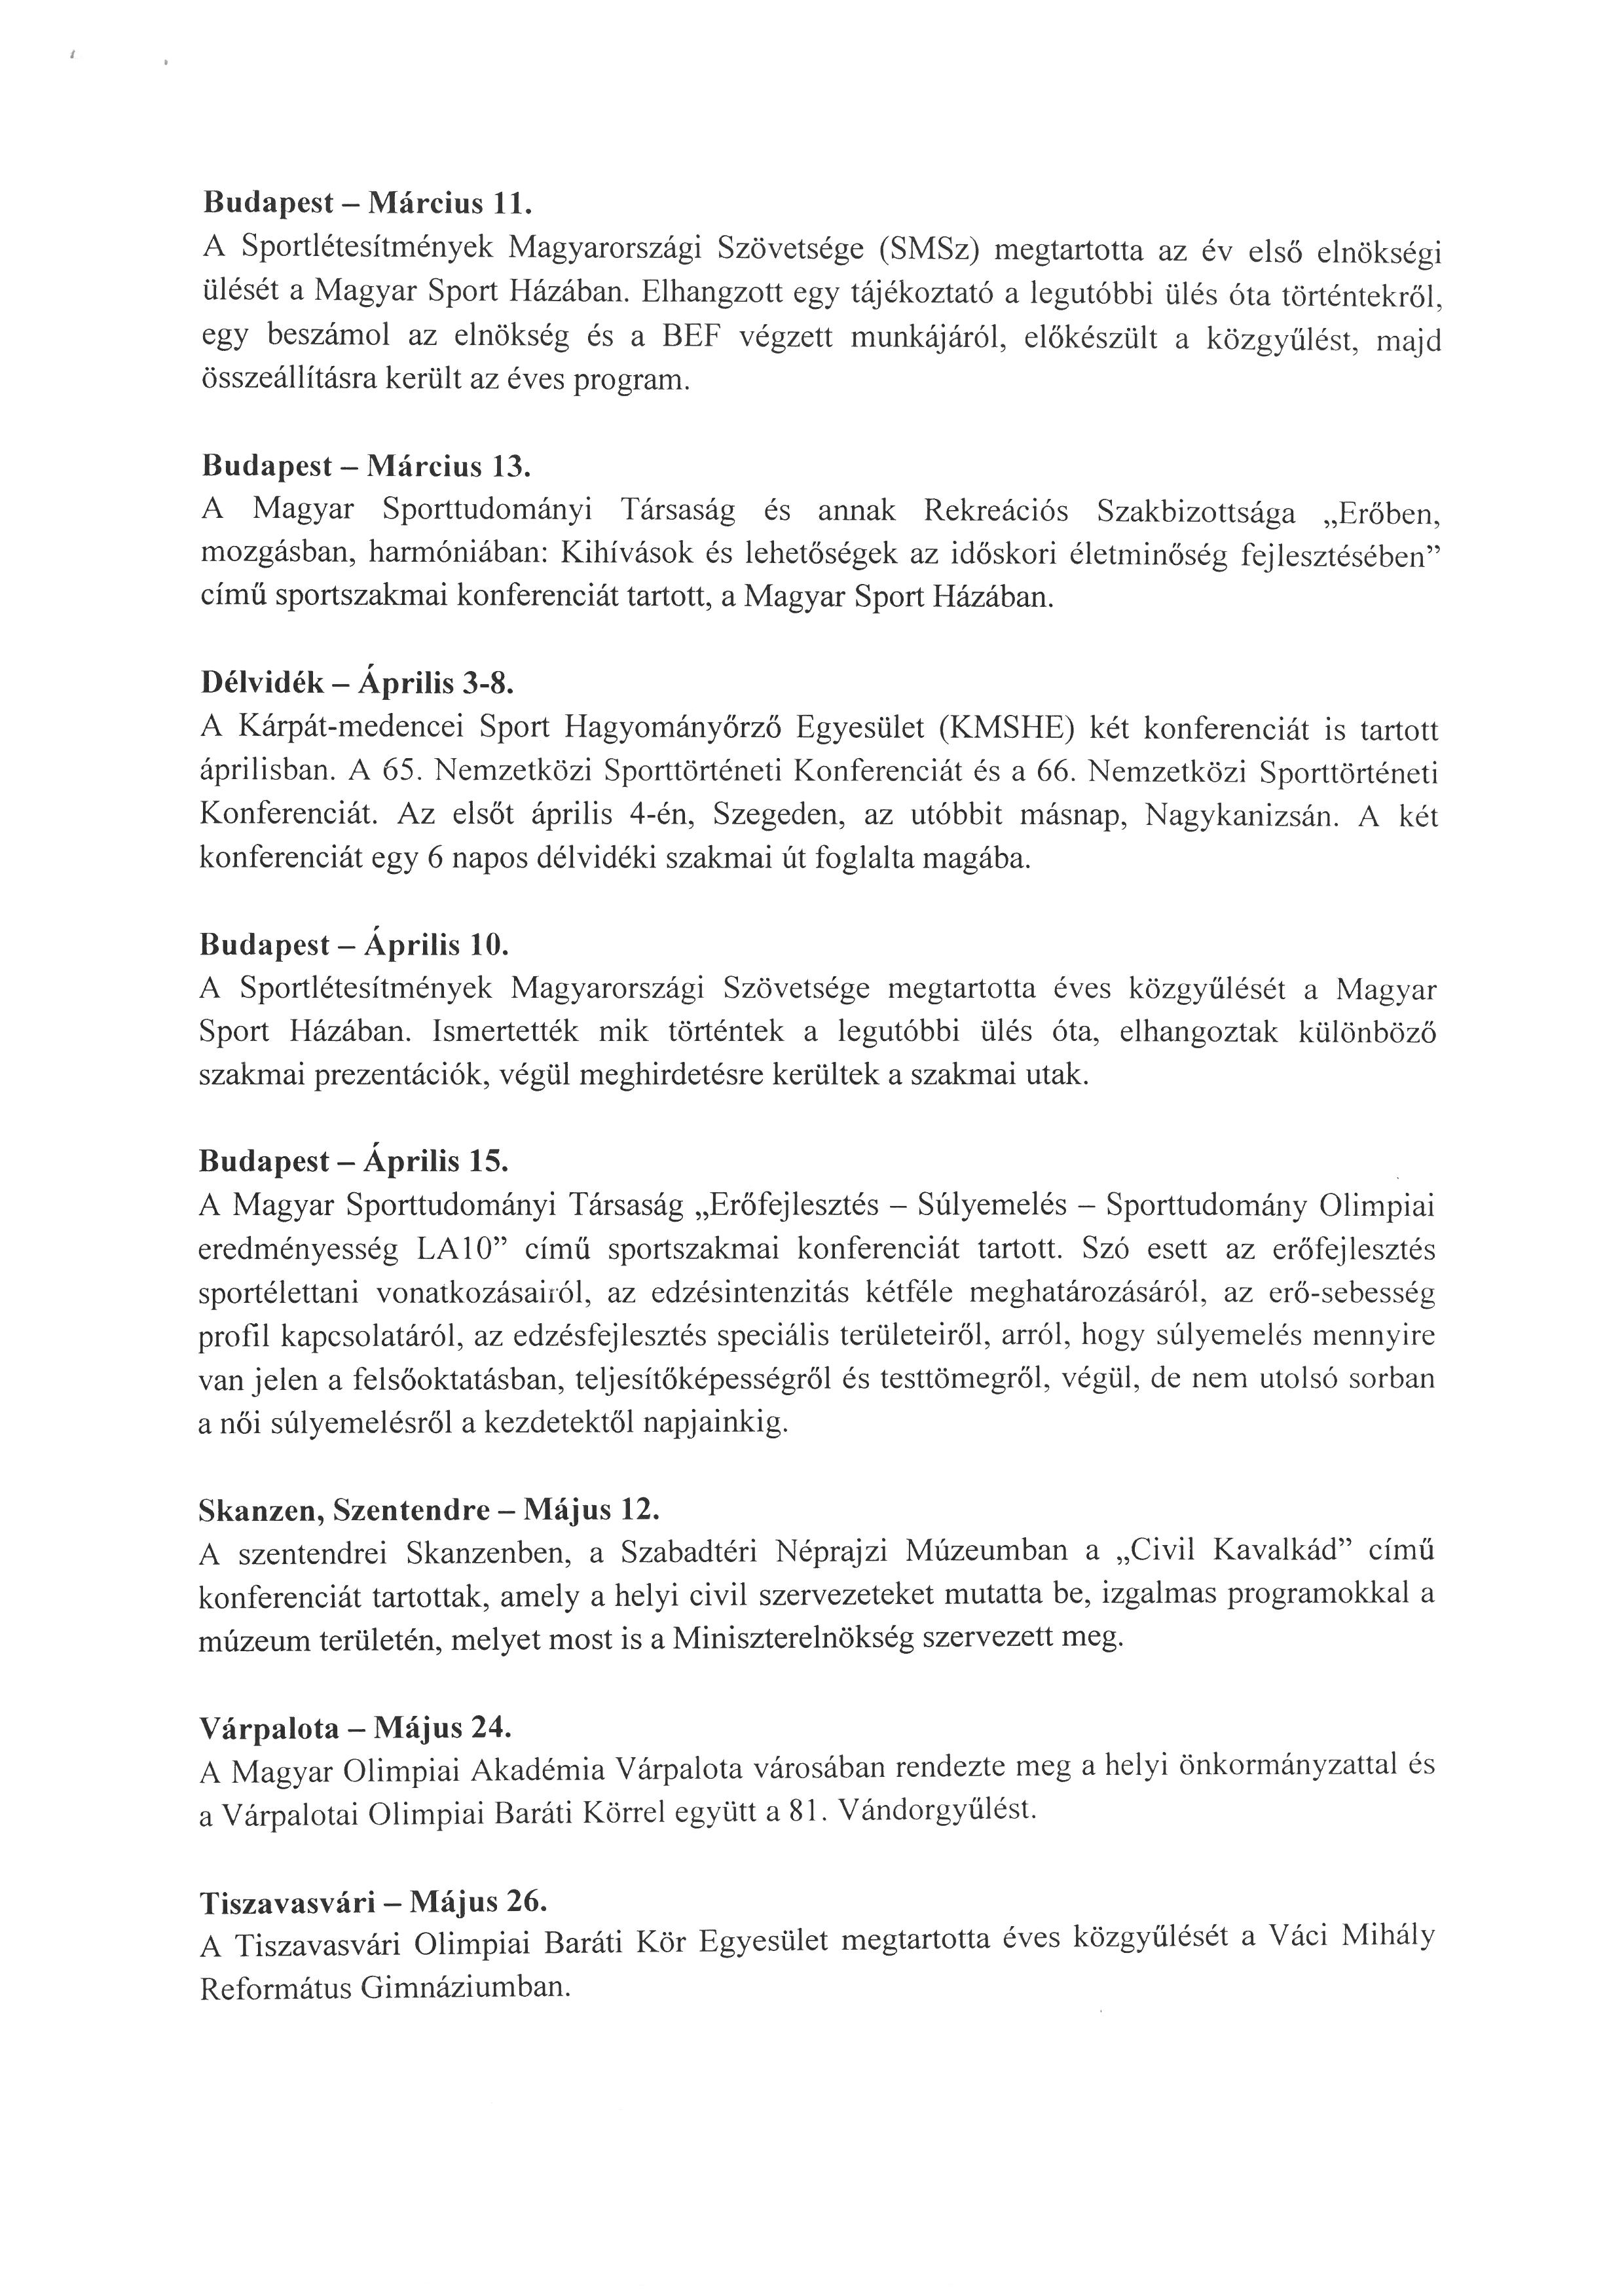 Budapest – Március 11.
A Sportlétesítmények Magyarországi Szövetsége (SMSz) megtartotta az év első elnökségi
ülését a Magyar Sport Házában. Elhangzott egy tájékoztató a legutóbbi ülés óta történtekről,
egy beszámol az elnökség és a BEF végzett munkájáról, előkészült a közgyűlést, majd
összeállításra került az éves program.
Budapest – Március 13.
A Magyar Sporttudományi Társaság és annak Rekreációs Szakbizottsága „Erőben,
mozgásban, harmóniában: Kihívások és lehetőségek az időskori életminőség fejlesztésében”
című sportszakmai konferenciát tartott, a Magyar Sport Házában.
Délvidék – Április 3-8.
A Kárpát-medencei Sport Hagyományőrző Egyesület (KMSHE) két konferenciát is tartott
áprilisban. A 65. Nemzetközi Sporttörténeti Konferenciát és a 66. Nemzetközi Sporttörténeti
Konferenciát. Az elsőt április 4-én, Szegeden, az utóbbit másnap, Nagykanizsán. A két
konferenciát egy 6 napos délvidéki szakmai út foglalta magába.
Budapest – Április 10.
A Sportlétesítmények Magyarországi Szövetsége megtartotta éves közgyűlését a Magyar
Sport Házában. Ismertették mik történtek a legutóbbi ülés óta, elhangoztak különböző
szakmai prezentációk, végül meghirdetésre kerültek a szakmai utak.
Budapest – Április 15.
A Magyar Sporttudományi Társaság „Erőfejlesztés – Súlyemelés – Sporttudomány Olimpiai
eredményesség LA10” című sportszakmai konferenciát tartott. Szó esett az erőfejlesztés
sportélettani vonatkozásairól, az edzésintenzitás kétféle meghatározásáról, az erő-sebesség
profil kapcsolatáról, az edzésfejlesztés speciális területeiről, arról, hogy súlyemelés mennyire
van jelen a felsőoktatásban, teljesítőképességről és testtömegről, végül, de nem utolsó sorban
a női súlyemelésről a kezdetektől napjainkig.
Skanzen, Szentendre – Május 12.
A szentendrei Skanzenben, a Szabadtéri Néprajzi Múzeumban a „Civil Kavalkád” című
konferenciát tartottak, amely a helyi civil szervezeteket mutatta be, izgalmas programokkal a
múzeum területén, melyet most is a Miniszterelnökség szervezett meg.
Várpalota – Május 24.
A Magyar Olimpiai Akadémia Várpalota városában rendezte meg a helyi önkormányzattal és
a Várpalotai Olimpiai Baráti Körrel együtt a 81. Vándorgyűlést.
Tiszavasvári – Május 26.
A Tiszavasvári Olimpiai Baráti Kör Egyesület megtartotta éves közgyűlését a Váci Mihály
Református Gimnáziumban.